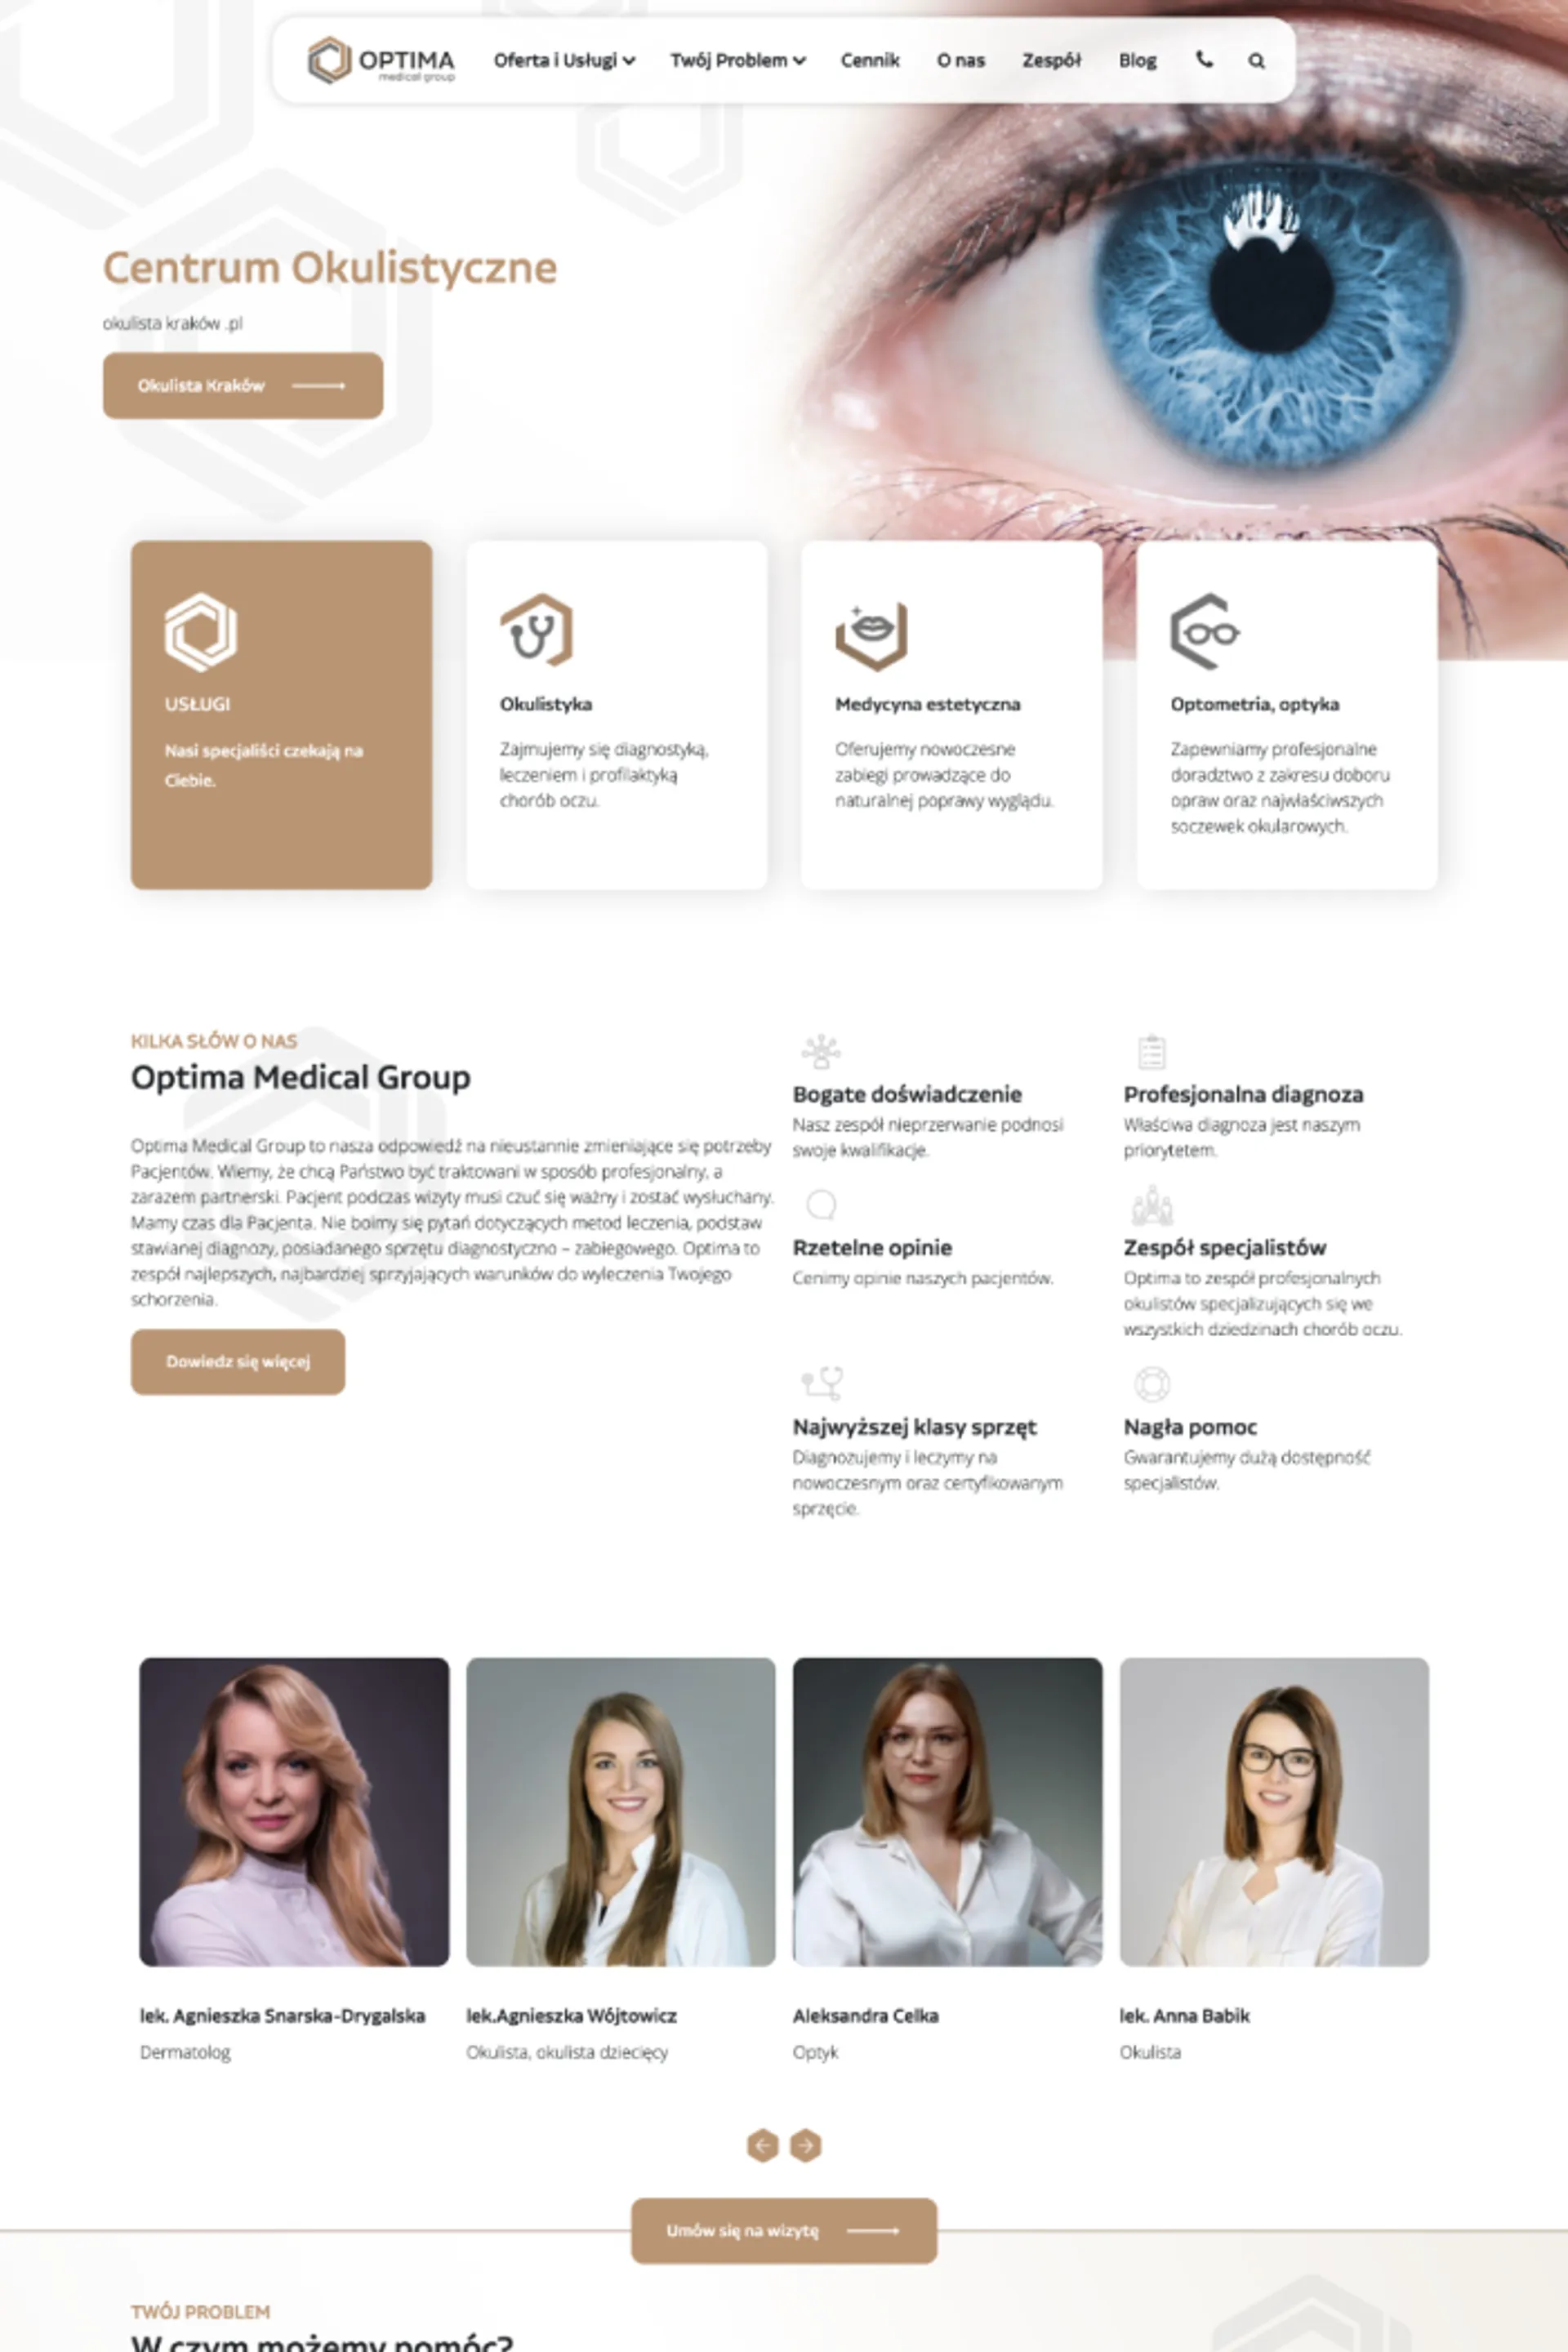 OPTIMA
medical group
Oferta i Usługi
Twój Problem
Cennik
O nas
Zespół
Blog
Centrum Okulistyczne
okulista kraków .pl
Okulista Kraków
USŁUGI
Nasi specjaliści czekają na
Ciebie.
Okulistyka
Zajmujemy się diagnostyką,
leczeniem i profilaktyką
chorób oczu.
Medycyna estetyczna
Oferujemy nowoczesne
zabiegi prowadzące do
naturalnej poprawy wyglądu.
Optometria, optyka
Zapewniamy profesjonalne
doradztwo z zakresu doboru
opraw oraz najwłaściwszych
soczewek okularowych.
KILKA SŁÓW O NAS
Optima Medical Group
Optima Medical Group to nasza odpowiedź na nieustannie zmieniające się potrzeby
Pacjentów. Wiemy, że chcą Państwo być traktowani w sposób profesjonalny, a
zarazem partnerski. Pacjent podczas wizyty musi czuć się ważny i zostać wysłuchany.
Mamy czas dla Pacjenta. Nie boimy się pytań dotyczących metod leczenia, podstaw
stawianej diagnozy, posiadanego sprzętu diagnostyczno – zabiegowego. Optima to
zespół najlepszych, najbardziej sprzyjających warunków do wyleczenia Twojego
schorzenia.
Dowiedz się więcej
Bogate doświadczenie
Nasz zespół nieprzerwanie podnosi
swoje kwalifikacje.
Profesjonalna diagnoza
Właściwa diagnoza jest naszym
priorytetem.
Rzetelne opinie
Cenimy opinie naszych pacjentów.
Zespół specjalistów
Optima to zespół profesjonalnych
okulistów specjalizujących się we
wszystkich dziedzinach chorób oczu.
Najwyższej klasy sprzęt
Diagnozujemy i leczymy na
nowoczesnym oraz certyfikowanym
sprzęcie.
Nagła pomoc
Gwarantujemy dużą dostępność
specjalistów.
lek. Agnieszka Snarska-Drygalska
Dermatolog
lek.Agnieszka Wójtowicz
Okulista, okulista dziecięcy
Aleksandra Celka
Optyk
lek. Anna Babik
Okulista
Umów się na wizytę
TWÓJ PROBLEM
W czym możemy pomóc?